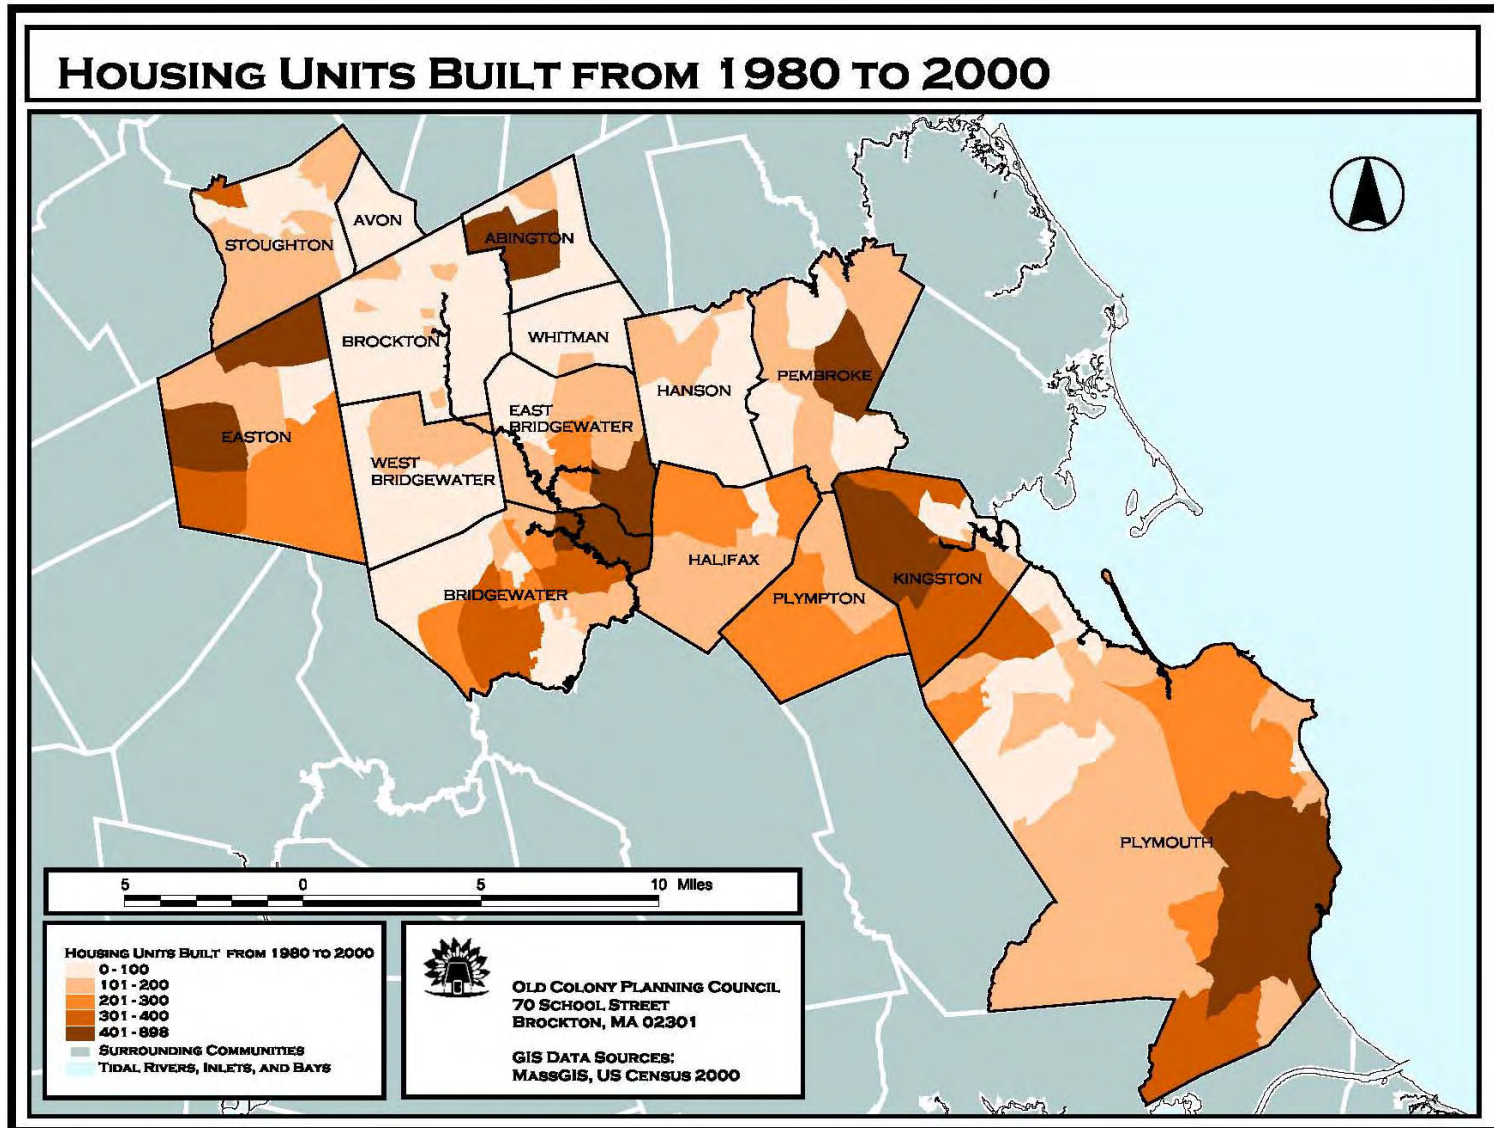 HOUSING UNITS BUILT FROM 1980 TO 2000
AVON
STOUGHTON
ABINGTON
BROCKTON
WHITMAN
HANSON
PEMBROKE
EASTON
EAST
BRIDGEWATER
WEST
BRIDGEWATER
HALIFAX
KINGSTON
BRIDGEWATER
PLYMPTON
PLYMOUTH
5 0 5 10 Miles
HOUSING UNITS BUILT FROM 1980 TO 2000
0 - 100
101 - 200
201 - 300
301 - 400
401 - 898
SURROUNDING COMMUNITIES
TIDAL RIVERS, INLETS, AND BAYS
OLD COLONY PLANNING COUNCIL
70 SCHOOL STREET
BROCKTON, MA 02301
GIS DATA SOURCES:
MASSGIS, US CENSUS 2000